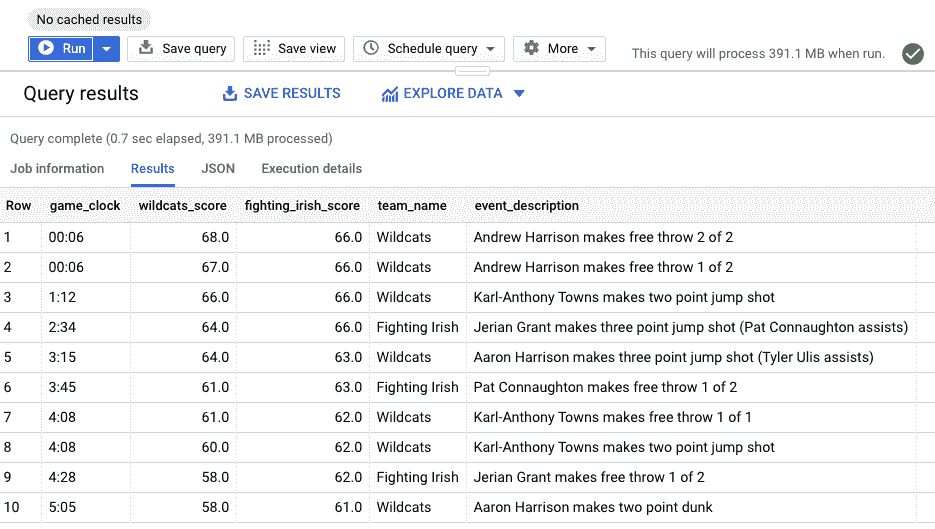 No cached results
Run Save query Save view Schedule query More This query will process 391.1 MB when run.
Query results SAVE RESULTS EXPLORE DATA
Query complete (0.7 sec elapsed, 391.1 MB processed)
Job information Results JSON Execution details
Row game_clock wildcats_score fighting_irish_score team_name event_description
1 00:06 68.0 66.0 Wildcats Andrew Harrison makes free throw 2 of 2
2 00:06 67.0 66.0 Wildcats Andrew Harrison makes free throw 1 of 2
3 1:12 66.0 66.0 Wildcats Karl-Anthony Towns makes two point jump shot
4 2:34 64.0 66.0 Fighting Irish Jerian Grant makes three point jump shot (Pat Connaughton assists)
5 3:15 64.0 63.0 Wildcats Aaron Harrison makes three point jump shot (Tyler Ulis assists)
6 3:45 61.0 63.0 Fighting Irish Pat Connaughton makes free throw 1 of 2
7 4:08 61.0 62.0 Wildcats Karl-Anthony Towns makes free throw 1 of 1
8 4:08 60.0 62.0 Wildcats Karl-Anthony Towns makes two point jump shot
9 4:28 58.0 62.0 Fighting Irish Jerian Grant makes free throw 1 of 2
10 5:05 58.0 61.0 Wildcats Aaron Harrison makes two point dunk